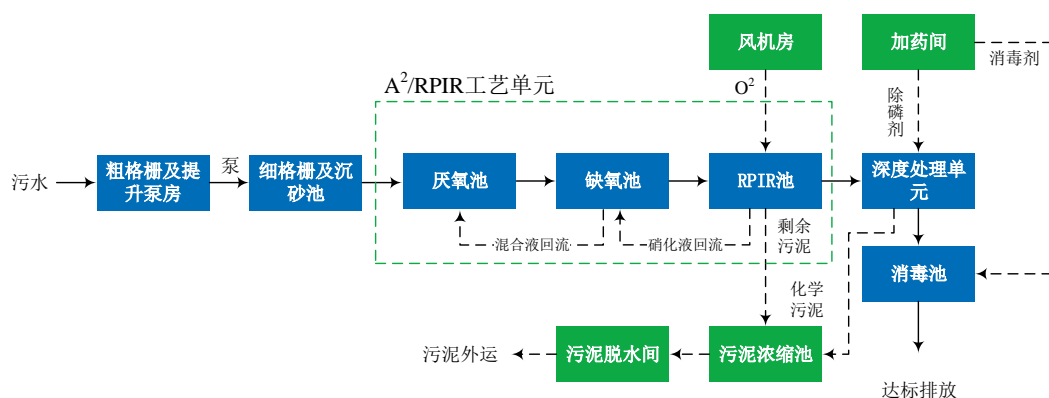 风机房
加药间
消毒剂
A²/RPIR工艺单元
O²
除
磷
剂
污水
粗格栅及提
升泵房
泵
细格栅及沉
砂池
厌氧池
缺氧池
RPIR池
深度处理单
元
混合液回流
硝化液回流
剩余
污泥
消毒池
化学
污泥
污泥外运
污泥脱水间
污泥浓缩池
达标排放